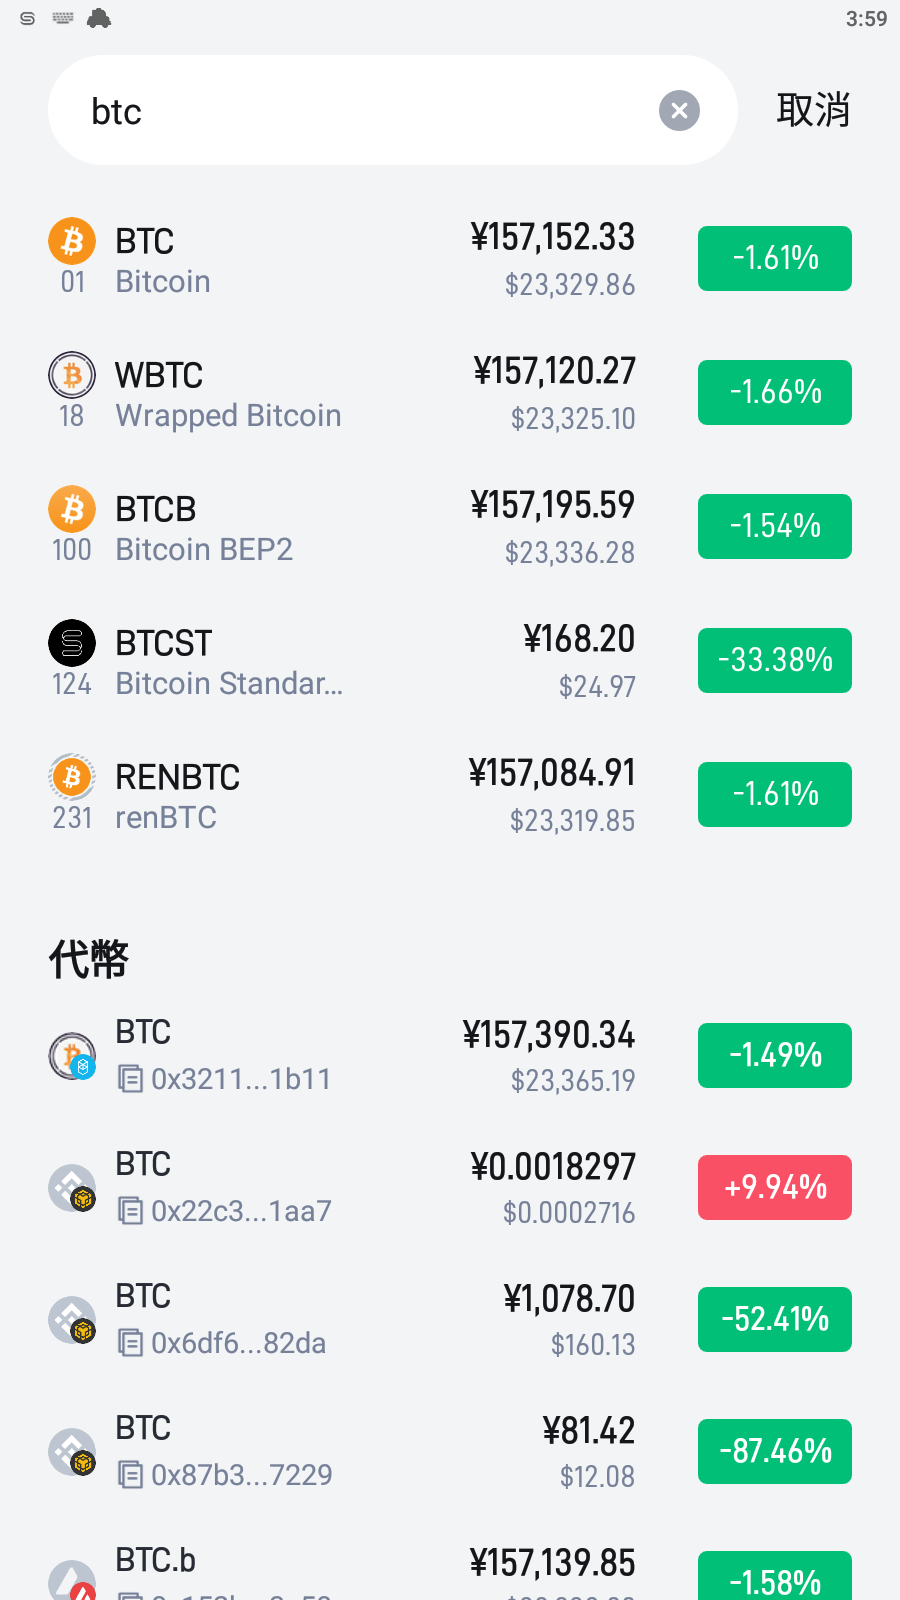 3:59
btc
取消
BTC ¥157,152.33 -1.61%
01 Bitcoin $23,329.86
WBTC ¥157,120.27 -1.66%
18 Wrapped Bitcoin $23,325.10
BTCB ¥157,195.59 -1.54%
100 Bitcoin BEP2 $23,336.28
BTCST ¥168.20 -33.38%
124 Bitcoin Standar... $24.97
RENBTC ¥157,084.91 -1.61%
231 renBTC $23,319.85
代幣
BTC ¥157,390.34 -1.49%
0x3211...1b11 $23,365.19
BTC ¥0.0018297 +9.94%
0x22c3...1aa7 $0.0002716
BTC ¥1,078.70 -52.41%
0x6df6...82da $160.13
BTC ¥81.42 -87.46%
0x87b3...7229 $12.08
BTC.b ¥157,139.85 -1.58%